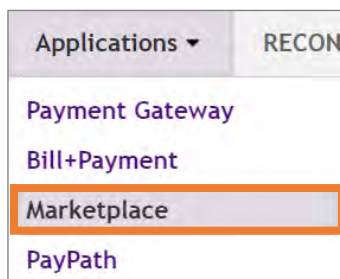 Applications ▾ RECON
Payment Gateway
Bill+Payment
Marketplace
PayPath